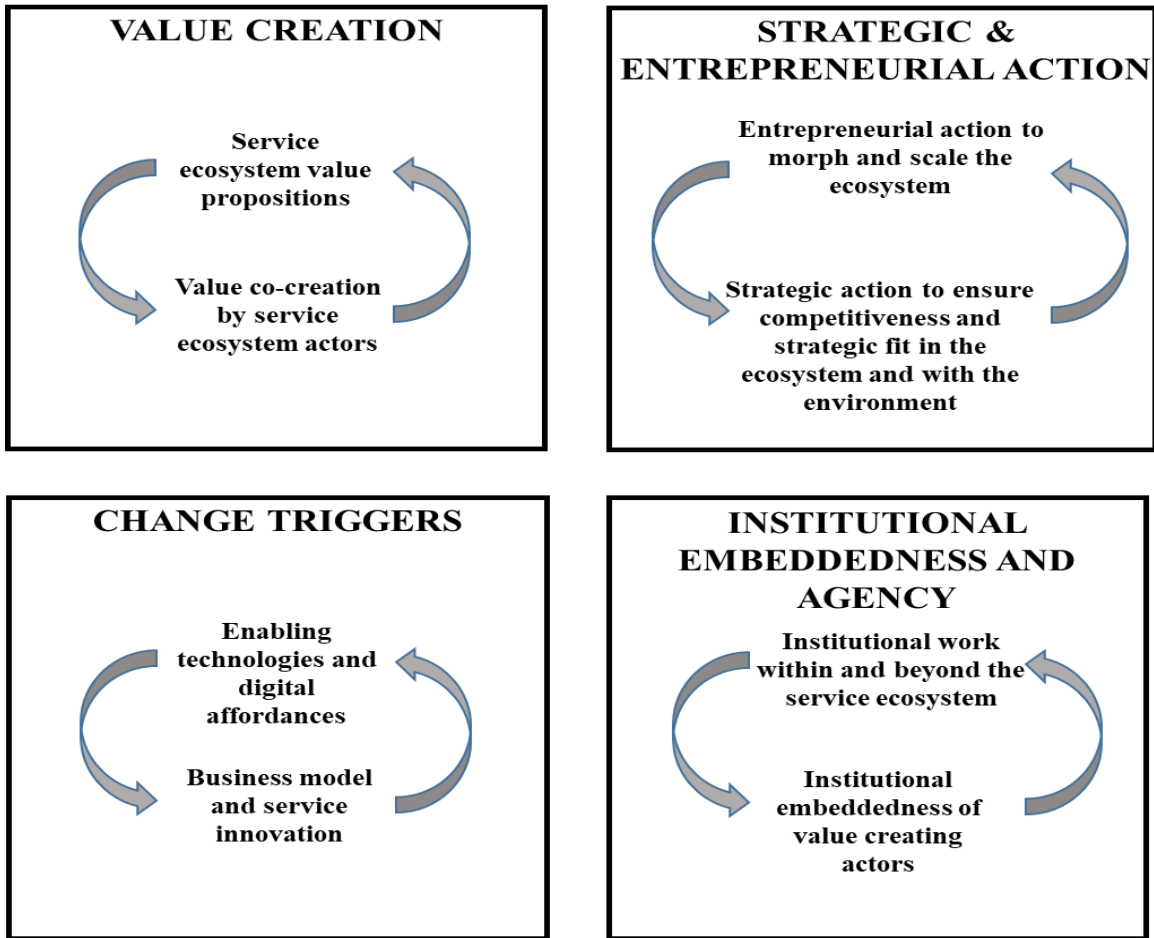 VALUE CREATION
Service
ecosystem value
propositions
Value co-creation
by service
ecosystem actors
STRATEGIC &
ENTREPRENEURIAL ACTION
Entrepreneurial action to
morph and scale the
ecosystem
Strategic action to ensure
competitiveness and
strategic fit in the
ecosystem and with the
environment
CHANGE TRIGGERS
Enabling
technologies and
digital
affordances
Business model
and service
innovation
INSTITUTIONAL
EMBEDDEDNESS AND
AGENCY
Institutional work
within and beyond the
service ecosystem
Institutional
embeddedness of
value creating
actors